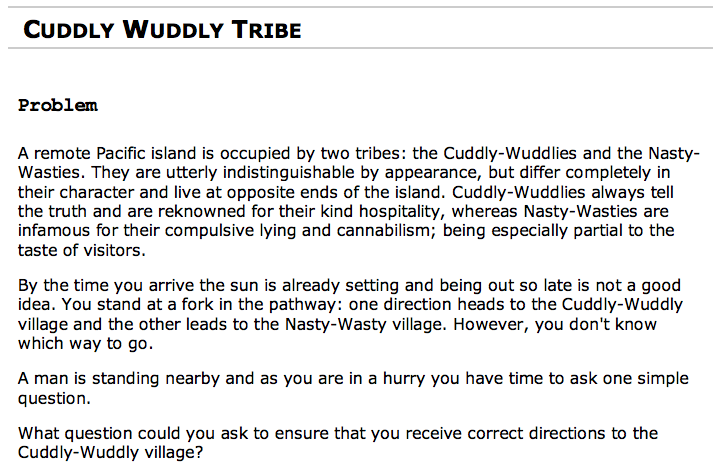 CUDDLY WUDDLY TRIBE
Problem
A remote Pacific island is occupied by two tribes: the Cuddly-Wuddlies and the Nasty-
Wasties. They are utterly indistinguishable by appearance, but differ completely in
their character and live at opposite ends of the island. Cuddly-Wuddlies always tell
the truth and are reknowned for their kind hospitality, whereas Nasty-Wasties are
infamous for their compulsive lying and cannabilism; being especially partial to the
taste of visitors.
By the time you arrive the sun is already setting and being out so late is not a good
idea. You stand at a fork in the pathway: one direction heads to the Cuddly-Wuddly
village and the other leads to the Nasty-Wasty village. However, you don't know
which way to go.
A man is standing nearby and as you are in a hurry you have time to ask one simple
question.
What question could you ask to ensure that you receive correct directions to the
Cuddly-Wuddly village?